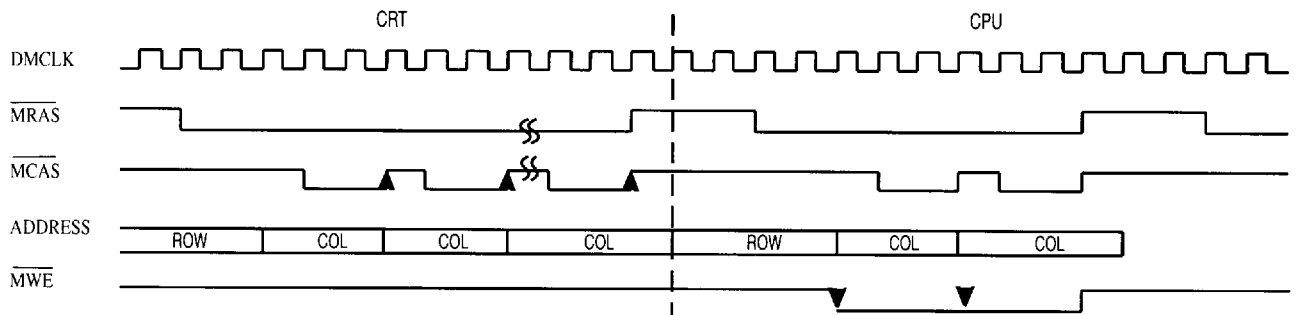 CRT CPU
DMCLK
MRAS
MCAS
ADDRESS ROW COL COL COL ROW COL COL
MWE